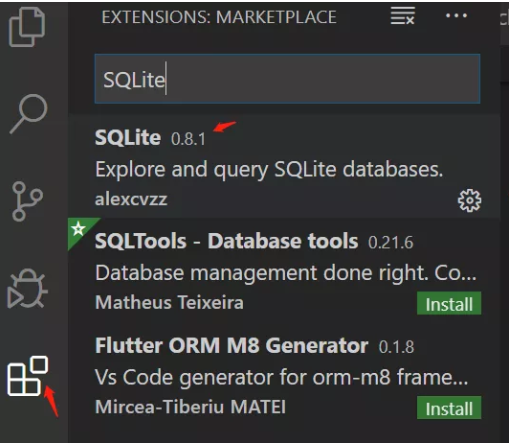 EXTENSIONS: MARKETPLACE
SQLite
SQLite 0.8.1
Explore and query SQLite databases.
alexcvzz
SQLTools - Database tools 0.21.6
Database management done right. Co...
Matheus Teixeira Install
Flutter ORM M8 Generator 0.1.8
Vs Code generator for orm-m8 frame...
Mircea-Tiberiu MATEI Install